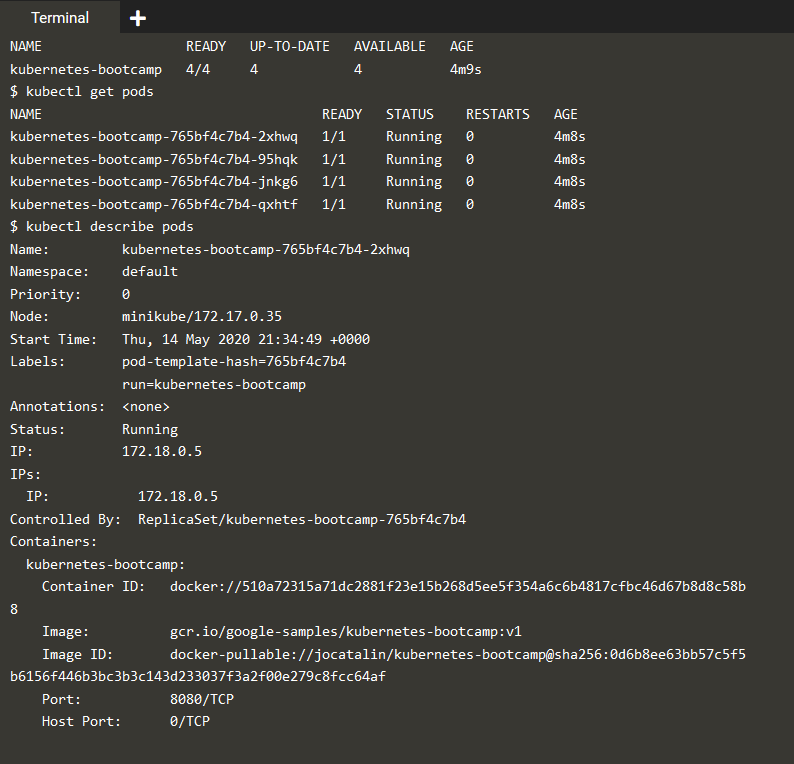 Terminal +
NAME READY UP-TO-DATE AVAILABLE AGE
kubernetes-bootcamp 4/4 4 4 4m9s
$ kubectl get pods
NAME READY STATUS RESTARTS AGE
kubernetes-bootcamp-765bf4c7b4-2xhwq 1/1 Running 0 4m8s
kubernetes-bootcamp-765bf4c7b4-95hqk 1/1 Running 0 4m8s
kubernetes-bootcamp-765bf4c7b4-jnkg6 1/1 Running 0 4m8s
kubernetes-bootcamp-765bf4c7b4-qxhtf 1/1 Running 0 4m8s
$ kubectl describe pods
Name: kubernetes-bootcamp-765bf4c7b4-2xhwq
Namespace: default
Priority: 0
Node: minikube/172.17.0.35
Start Time: Thu, 14 May 2020 21:34:49 +0000
Labels: pod-template-hash=765bf4c7b4
run=kubernetes-bootcamp
Annotations: <none>
Status: Running
IP: 172.18.0.5
IPs:
IP: 172.18.0.5
Controlled By: ReplicaSet/kubernetes-bootcamp-765bf4c7b4
Containers:
kubernetes-bootcamp:
Container ID: docker://510a72315a71dc2881f23e15b268d5ee5f354a6c6b4817cfbc46d67b8d8c58b
8
Image: gcr.io/google-samples/kubernetes-bootcamp:v1
Image ID: docker-pullable://jocatalin/kubernetes-bootcamp@sha256:0d6b8ee63bb57c5f5
b6156f446b3bc3b3c143d233037f3a2f00e279c8fcc64af
Port: 8080/TCP
Host Port: 0/TCP